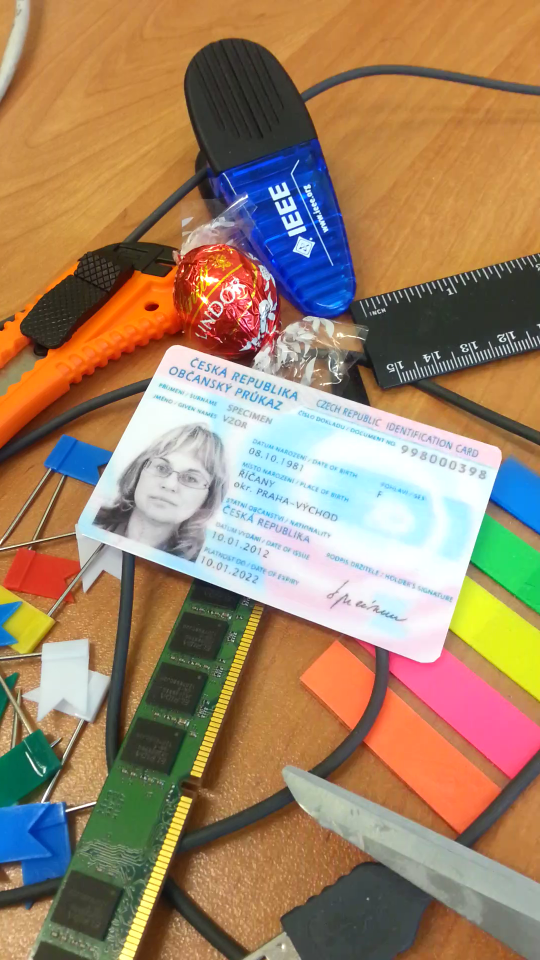 IEEE
www.ieee.org
LINDOR
INCH
1
15 14 13 12
ČESKÁ REPUBLIKA
OBČANSKÝ PRŮKAZ
CZECH REPUBLIC IDENTIFICATION CARD
PŘÍJMENÍ / SURNAME SPECIMEN
JMÉNO / GIVEN NAMES VZOR
ČÍSLO DOKLADU / DOCUMENT NO. 998000398
DATUM NAROZENÍ / DATE OF BIRTH
08.10.1981
POHLAVÍ / SEX
F
MÍSTO NAROZENÍ / PLACE OF BIRTH
ŘÍČANY
okr. PRAHA-VÝCHOD
STÁTNÍ OBČANSTVÍ / NATIONALITY
ČESKÁ REPUBLIKA
DATUM VYDÁNÍ / DATE OF ISSUE
10.01.2012
PLATNOST DO / DATE OF EXPIRY
10.01.2022
PODPIS DRŽITELE / HOLDER'S SIGNATURE
Specimen